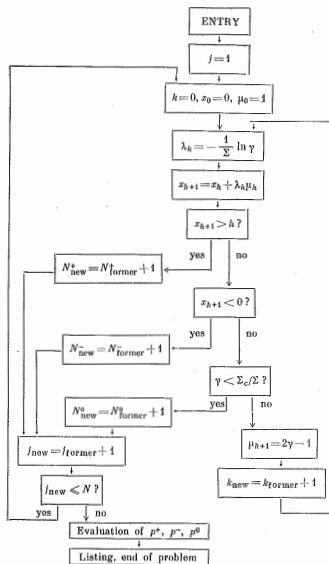 ENTRY
j=1
k=0, x₀=0, μ₀=1
λₖ=−1/Σ ln γ
xₖ₊₁=xₖ+λₖμₖ
xₖ₊₁>h?
yes
no
N⁺new=N⁺former+1
xₖ₊₁<0?
yes
no
N⁻new=N⁻former+1
γ<Σc/Σ?
yes
no
N⁰new=N⁰former+1
μₖ₊₁=2γ−1
jnew=jformer+1
knew=kformer+1
jnew⩽N?
yes
no
Evaluation of p⁺, p⁻, p⁰
Listing, end of problem